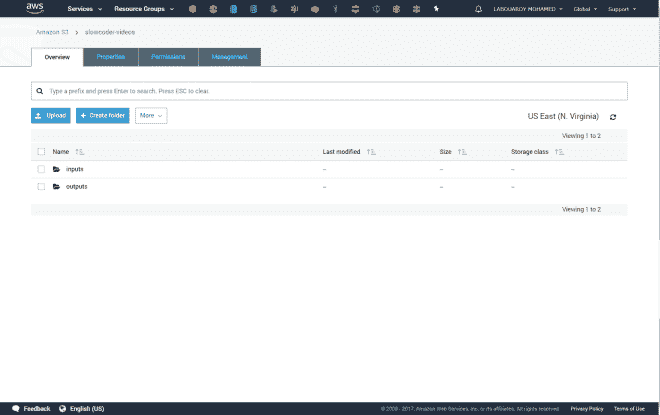 aws Services Resource Groups LABOUARDY MOHAMED Global Support
Amazon S3 > slowcoder-videos
Overview Properties Permissions Management
Type a prefix and press Enter to search. Press ESC to clear.
Upload + Create folder More US East (N. Virginia)
Viewing 1 to 2
Name Last modified Size Storage class
inputs – – –
outputs – – –
Viewing 1 to 2
Feedback English (US) © 2008 - 2017, Amazon Web Services, Inc. or its affiliates. All rights reserved. Privacy Policy Terms of Use